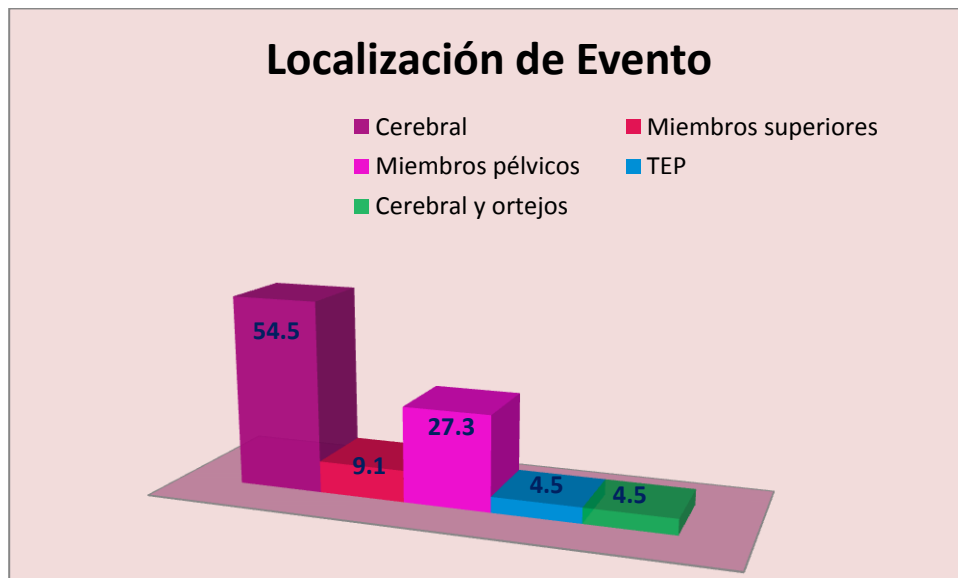 Localización de Evento
Cerebral
Miembros superiores
Miembros pélvicos
TEP
Cerebral y ortejos
54.5
9.1
27.3
4.5
4.5